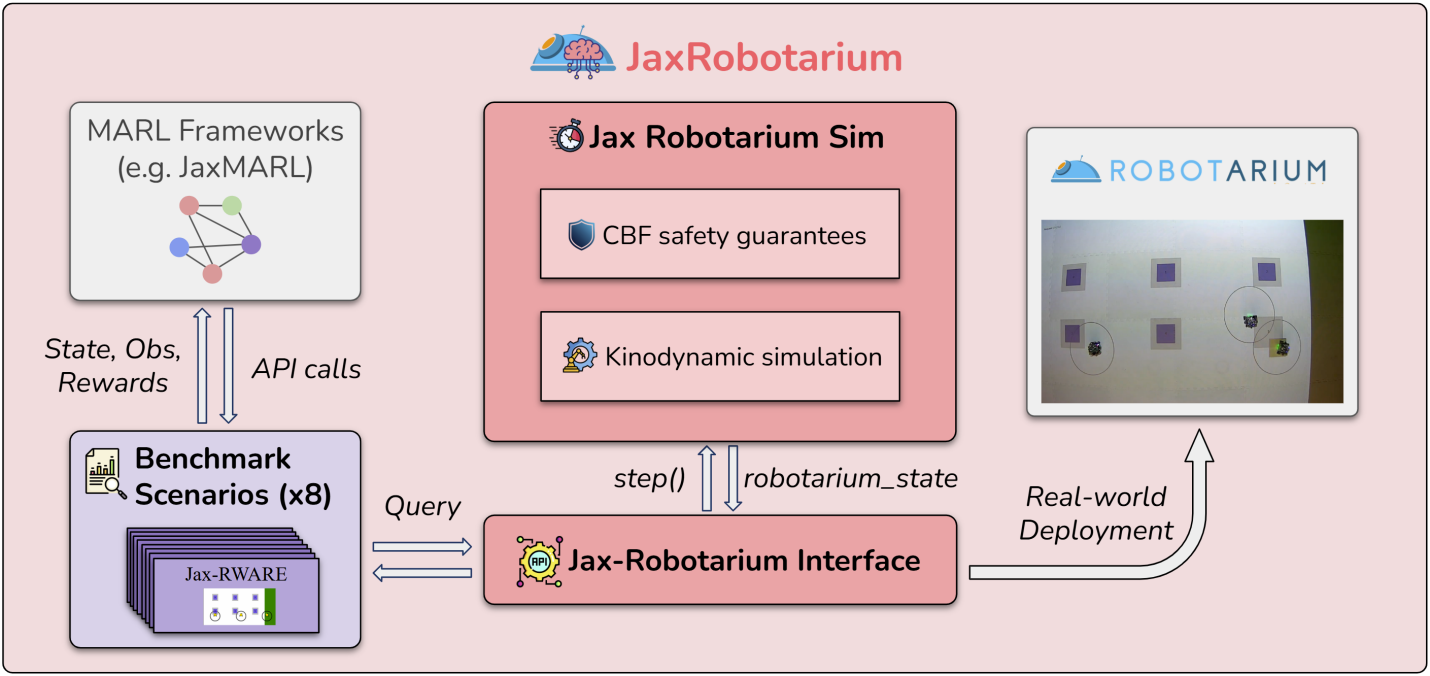 JaxRobotarium
MARL Frameworks
(e.g. JaxMARL)
State, Obs,
Rewards
API calls
Benchmark
Scenarios (x8)
Jax-RWARE
Query
Jax Robotarium Sim
CBF safety guarantees
Kinodynamic simulation
step()
robotarium_state
API
Jax-Robotarium Interface
ROBOTARIUM
Real-world
Deployment